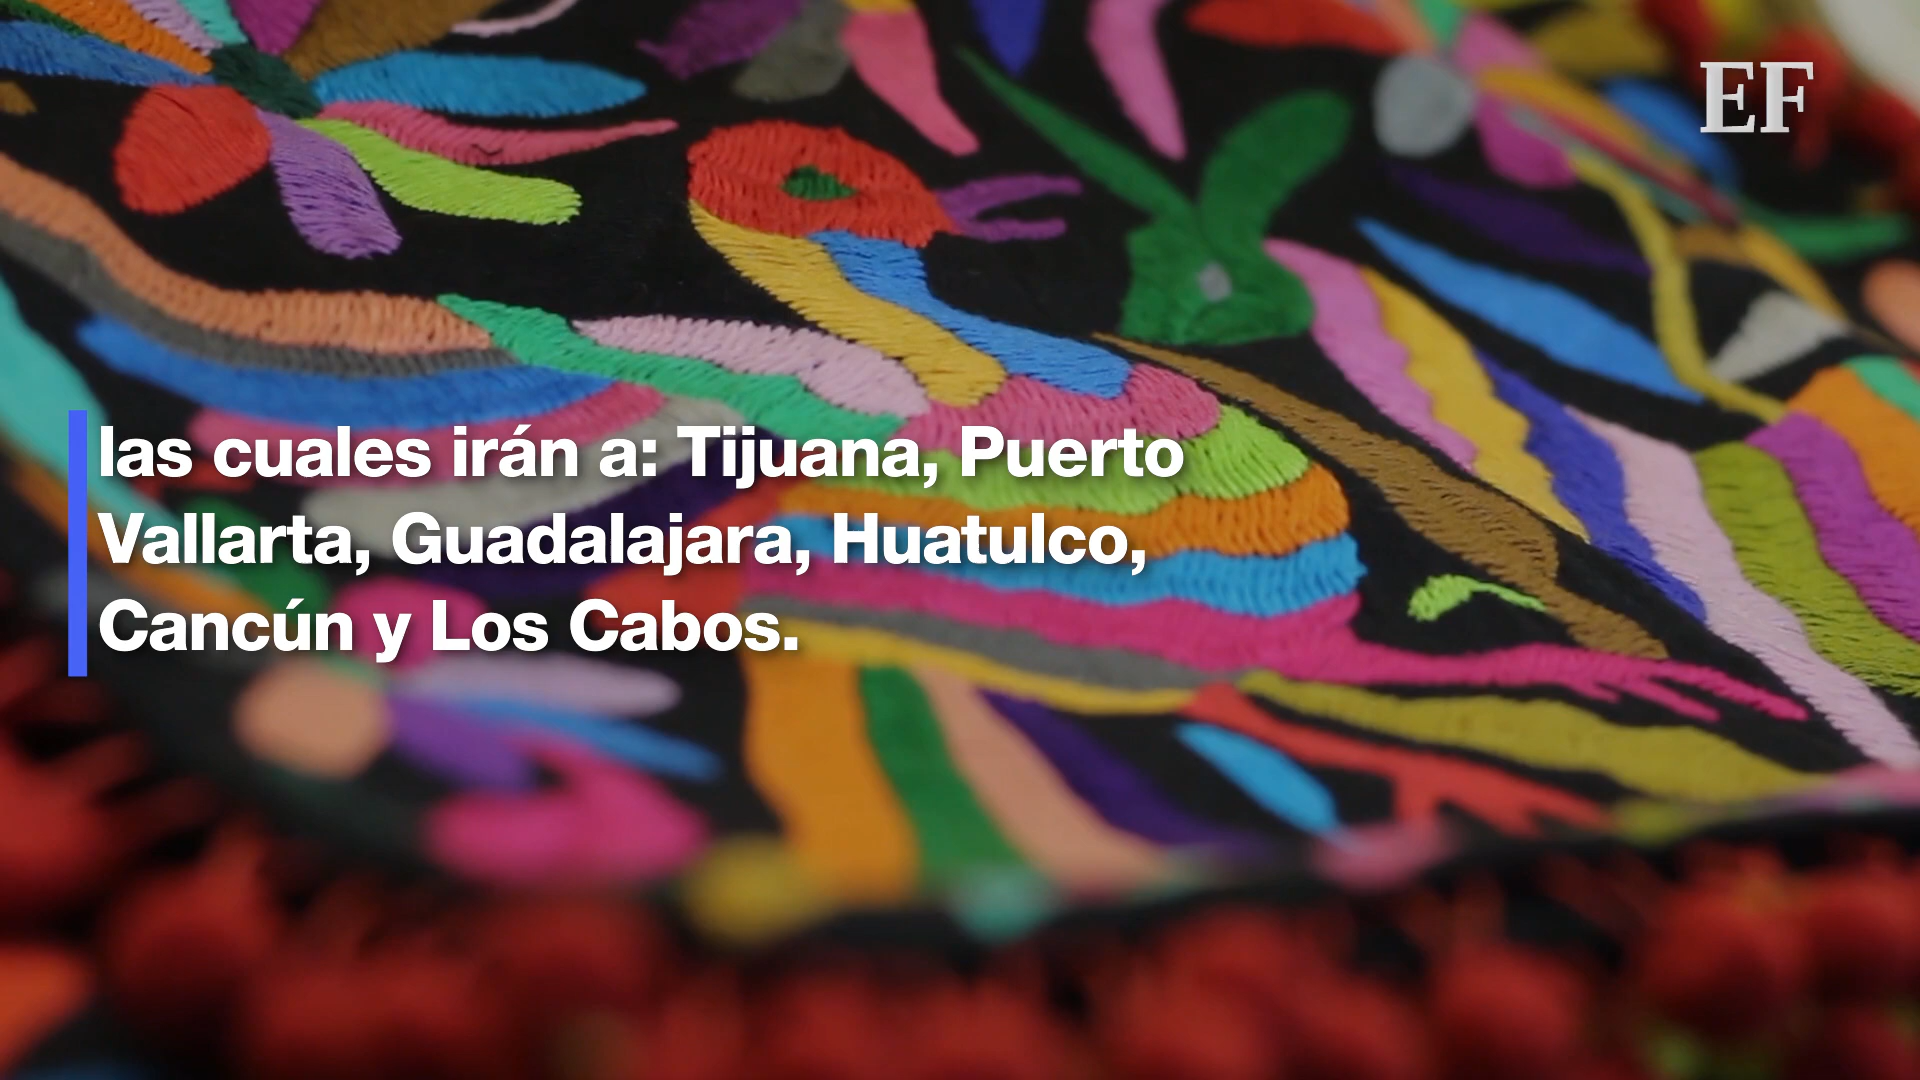 EF
las cuales irán a: Tijuana, Puerto
Vallarta, Guadalajara, Huatulco,
Cancún y Los Cabos.